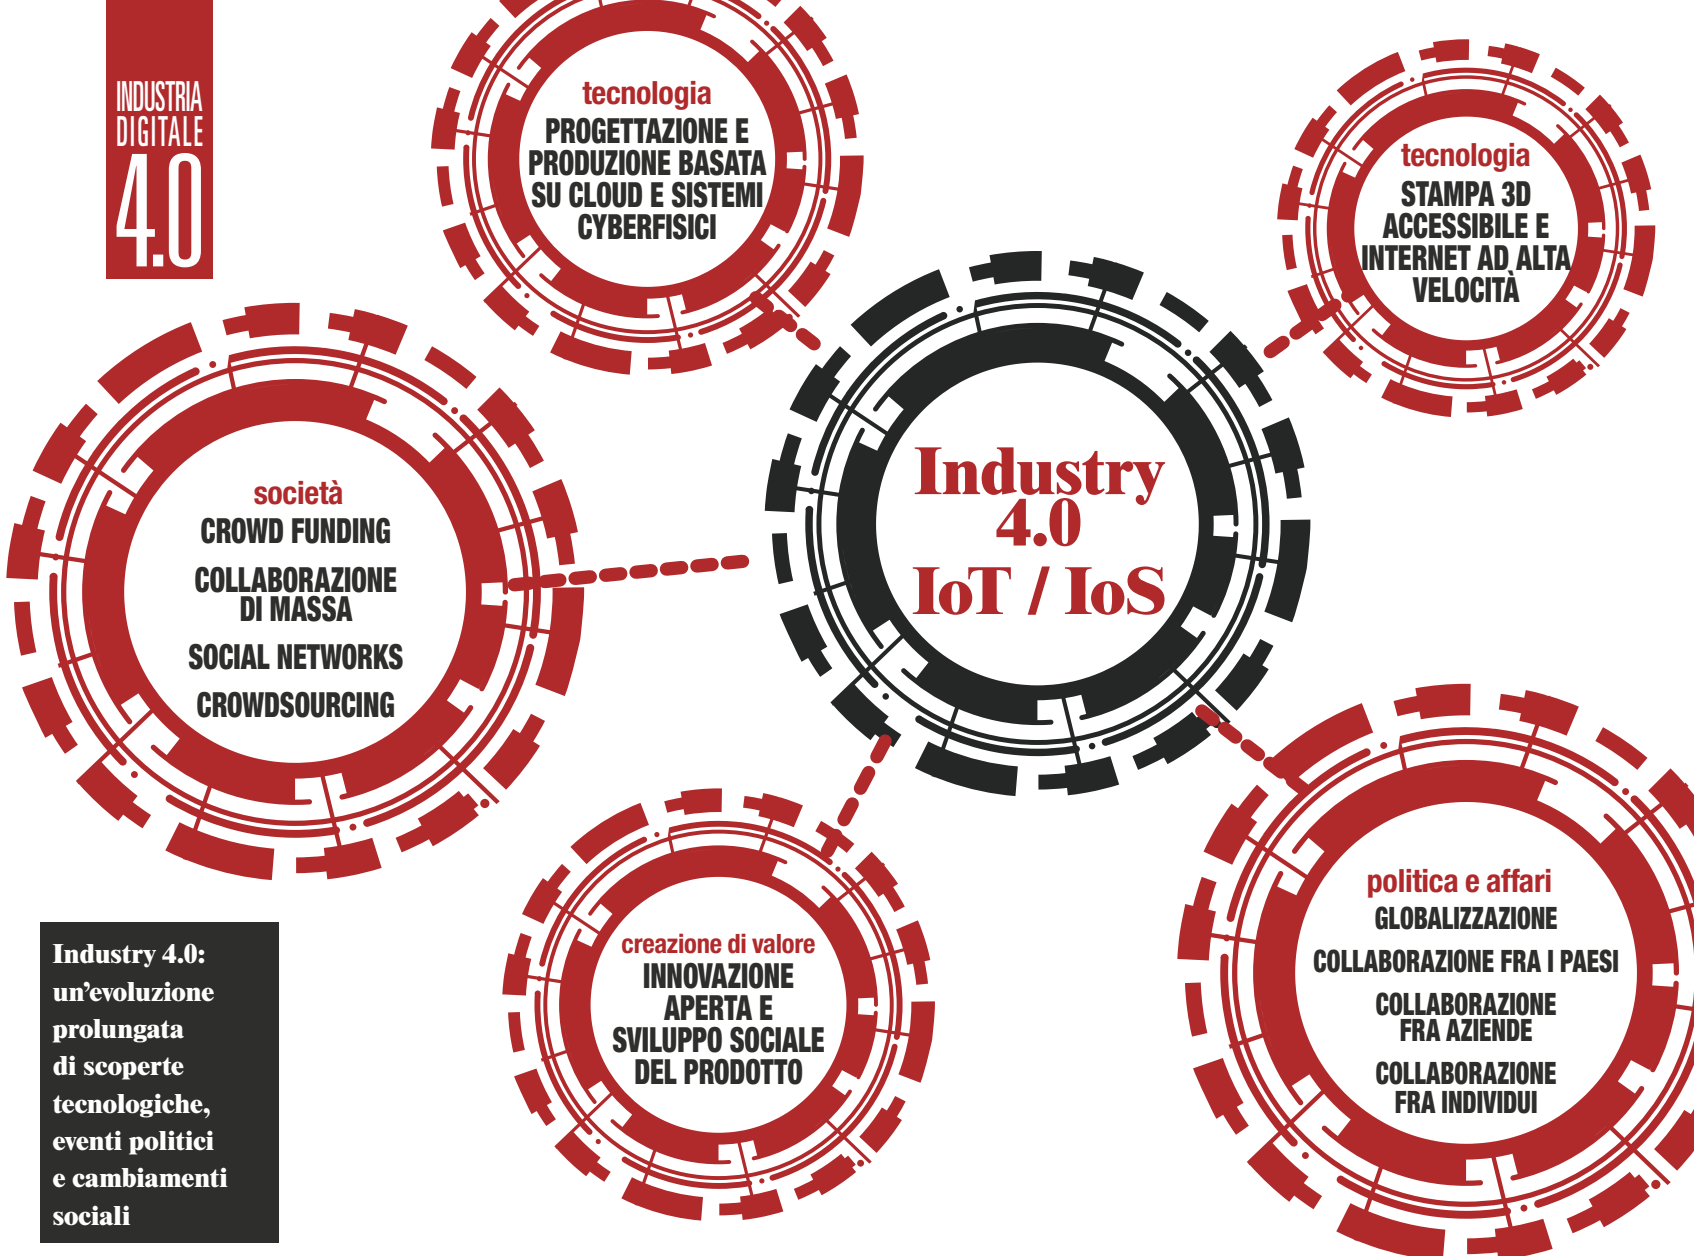 INDUSTRIA
DIGITALE
4.0
tecnologia
PROGETTAZIONE E
PRODUZIONE BASATA
SU CLOUD E SISTEMI
CYBERFISICI
tecnologia
STAMPA 3D
ACCESSIBILE E
INTERNET AD ALTA
VELOCITÀ
società
CROWD FUNDING
COLLABORAZIONE
DI MASSA
SOCIAL NETWORKS
CROWDSOURCING
Industry
4.0
IoT / IoS
creazione di valore
INNOVAZIONE
APERTA E
SVILUPPO SOCIALE
DEL PRODOTTO
politica e affari
GLOBALIZZAZIONE
COLLABORAZIONE FRA I PAESI
COLLABORAZIONE
FRA AZIENDE
COLLABORAZIONE
FRA INDIVIDUI
Industry 4.0:
un’evoluzione
prolungata
di scoperte
tecnologiche,
eventi politici
e cambiamenti
sociali